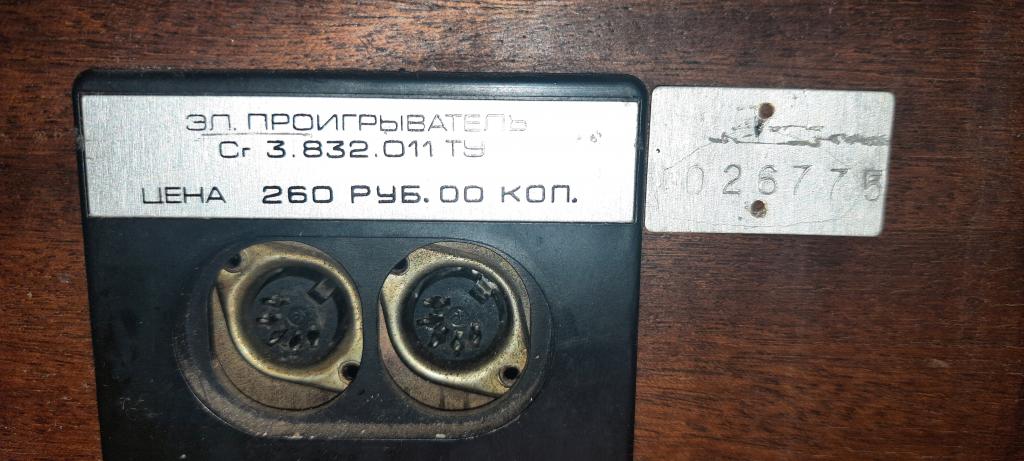 ЭЛ. ПРОИГРЫВАТЕЛЬ
Сг 3.832.011 ТУ
ЦЕНА 260 РУБ. 00 КОП.
026775